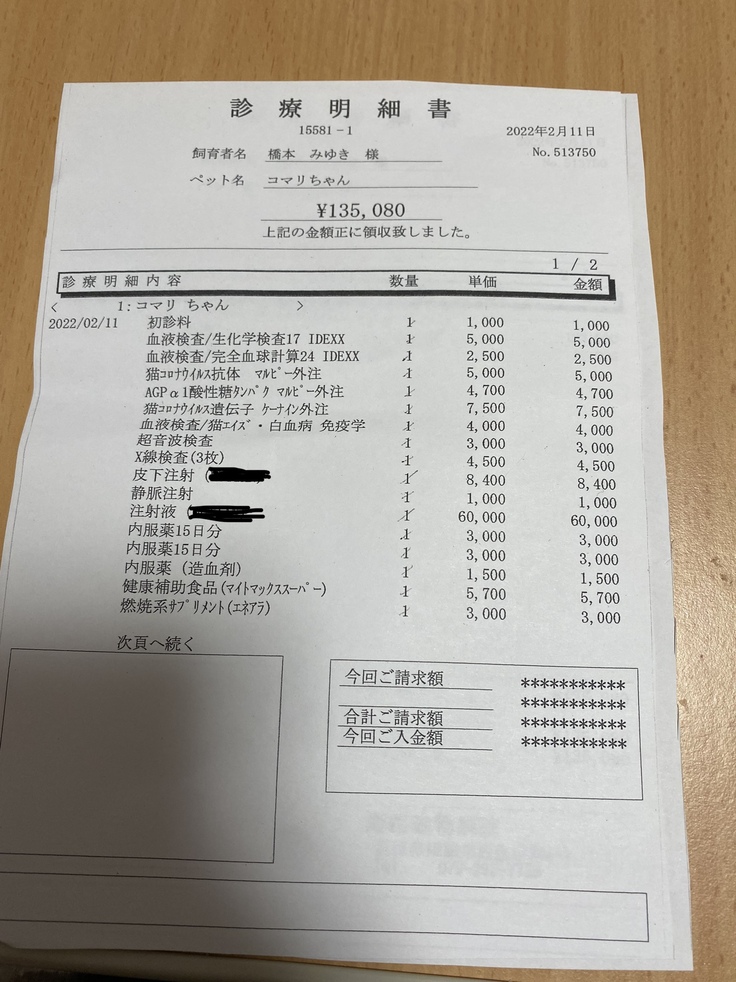 診療明細書
15581-1
2022年2月11日
飼育者名 橋本 みゆき 様
No.513750
ペット名 コマリちゃん
¥135,080
上記の金額正に領収致しました。
1 / 2
診療明細内容 数量 単価 金額
< 1:コマリ ちゃん >
2022/02/11 初診料 1 1,000 1,000
血液検査/生化学検査17 IDEXX 1 5,000 5,000
血液検査/完全血球計算24 IDEXX 1 2,500 2,500
猫ｺﾛﾅｳｲﾙｽ抗体 ﾏﾙﾋﾟｰ外注 1 5,000 5,000
AGPα1酸性糖ﾀﾝﾊﾟｸ ﾏﾙﾋﾟｰ外注 1 4,700 4,700
猫ｺﾛﾅｳｲﾙｽ遺伝子 ｹｰﾅｲﾝ外注 1 7,500 7,500
血液検査/猫ｴｲｽﾞ・白血病 免疫学 1 4,000 4,000
超音波検査 1 3,000 3,000
X線検査(3枚) 1 4,500 4,500
皮下注射 ( 1 8,400 8,400
静脈注射 1 1,000 1,000
注射液 1 60,000 60,000
内服薬15日分 1 3,000 3,000
内服薬15日分 1 3,000 3,000
内服薬 (造血剤) 1 1,500 1,500
健康補助食品(ﾏｲﾄﾏｯｸｽｽｰﾊﾟｰ) 1 5,700 5,700
燃焼系ｻﾌﾟﾘﾒﾝﾄ(ｴﾈｱﾗ) 1 3,000 3,000
次頁へ続く
今回ご請求額 ***********
***********
合計ご請求額 ***********
今回ご入金額 ***********